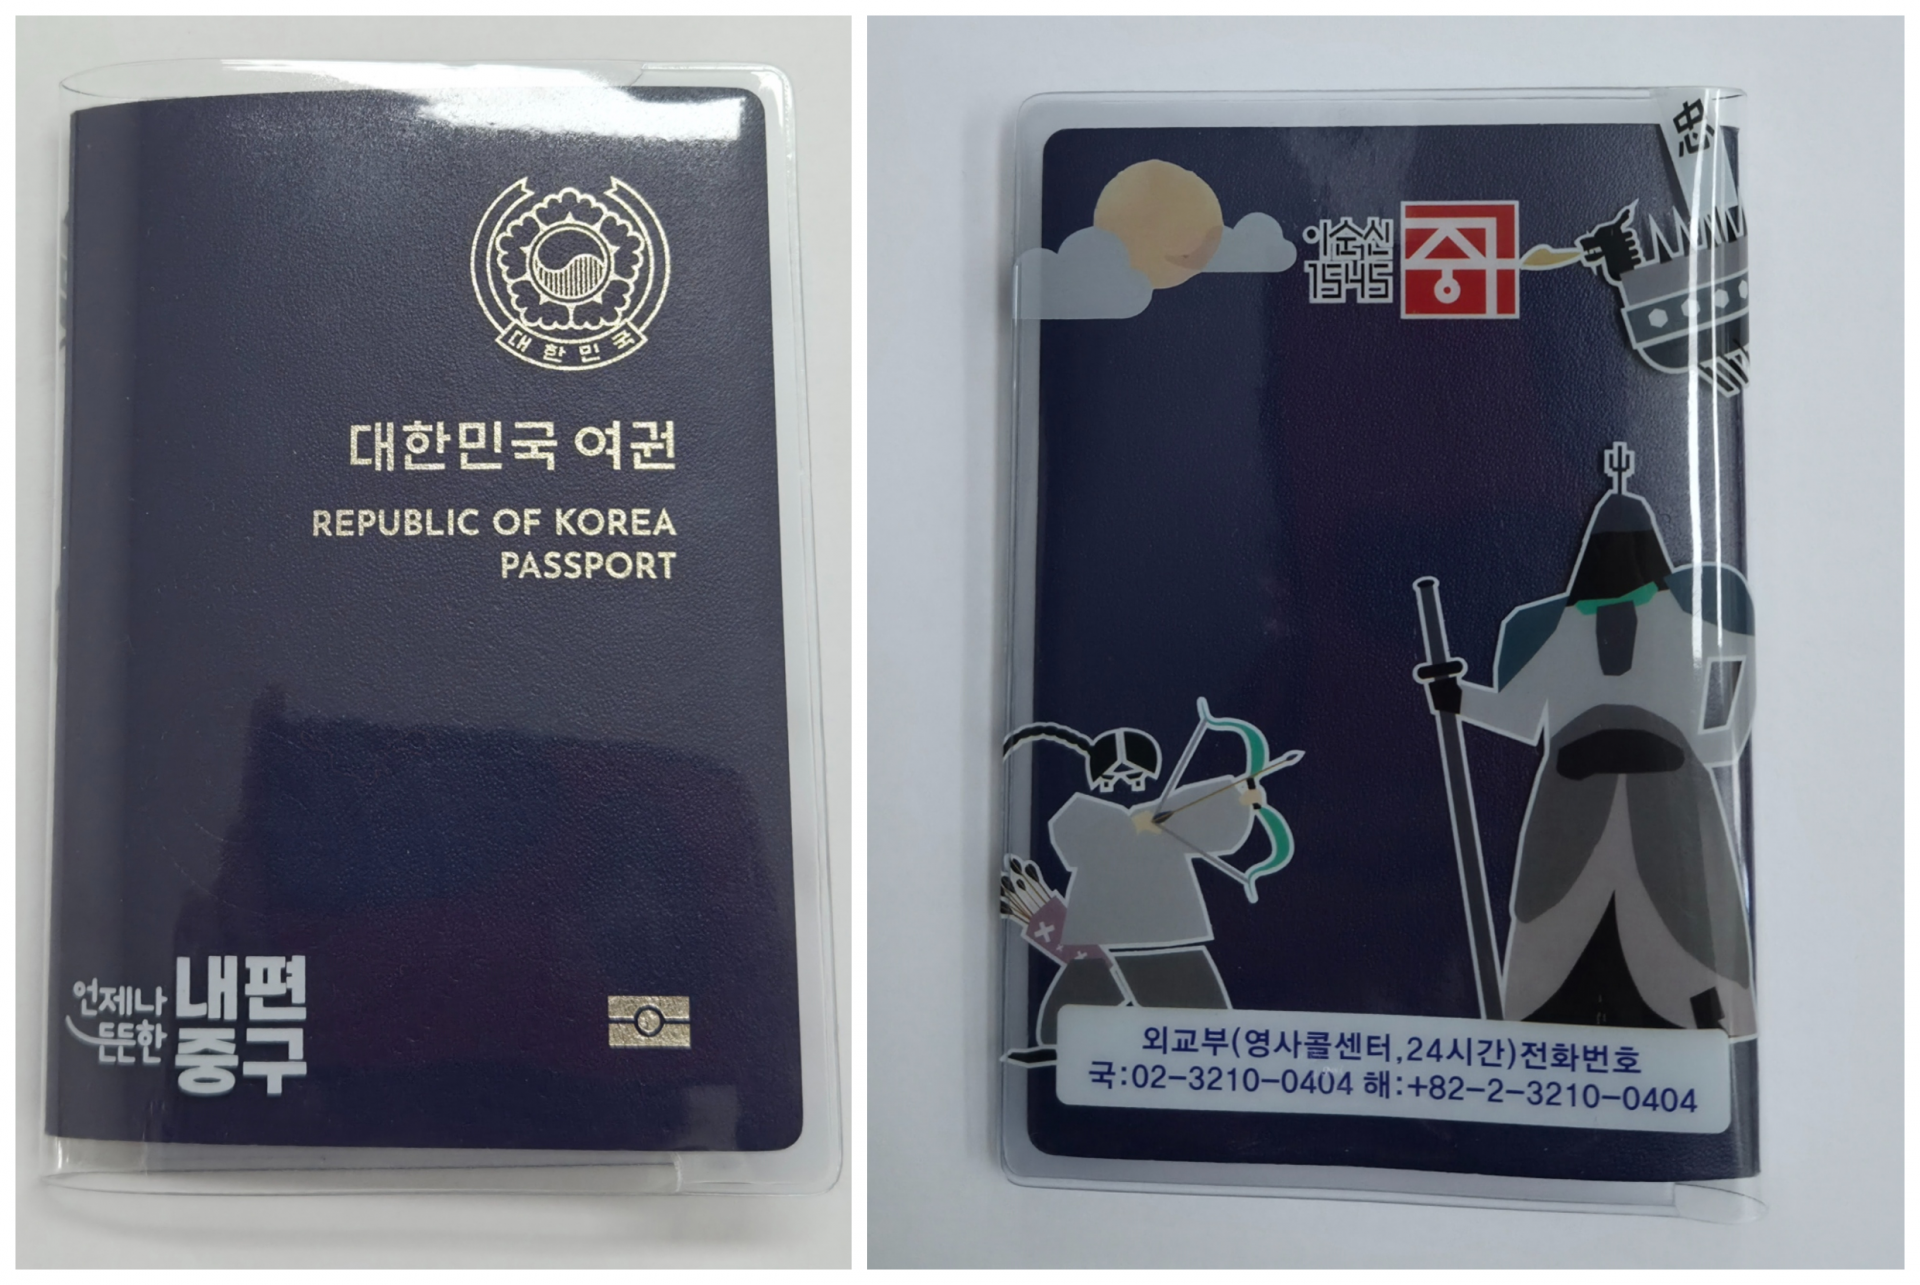 대한민국
대한민국 여권
REPUBLIC OF KOREA
PASSPORT
언제나
든든한
내편
중구
忠
이순신
1545
중구
외교부(영사콜센터,24시간)전화번호
국:02-3210-0404 해:+82-2-3210-0404